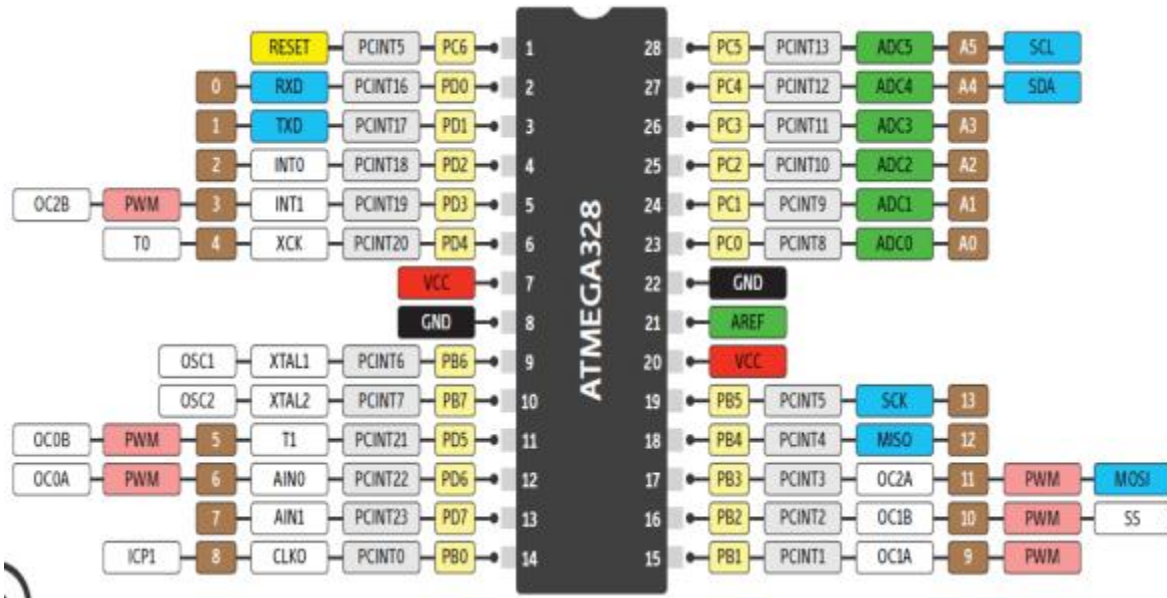 RESET PCINT5 PC6 1 28 PC5 PCINT13 ADC5 A5 SCL
0 RXD PCINT16 PD0 2 27 PC4 PCINT12 ADC4 A4 SDA
1 TXD PCINT17 PD1 3 26 PC3 PCINT11 ADC3 A3
2 INT0 PCINT18 PD2 4 25 PC2 PCINT10 ADC2 A2
OC2B PWM 3 INT1 PCINT19 PD3 5 24 PC1 PCINT9 ADC1 A1
T0 4 XCK PCINT20 PD4 6 23 PC0 PCINT8 ADC0 A0
VCC 7 22 GND
GND 8 21 AREF
ATMEGA328
OSC1 XTAL1 PCINT6 PB6 9 20 VCC
OSC2 XTAL2 PCINT7 PB7 10 19 PB5 PCINT5 SCK 13
OC0B PWM 5 T1 PCINT21 PD5 11 18 PB4 PCINT4 MISO 12
OC0A PWM 6 AIN0 PCINT22 PD6 12 17 PB3 PCINT3 OC2A 11 PWM MOSI
7 AIN1 PCINT23 PD7 13 16 PB2 PCINT2 OC1B 10 PWM SS
ICP1 8 CLKO PCINT0 PB0 14 15 PB1 PCINT1 OC1A 9 PWM